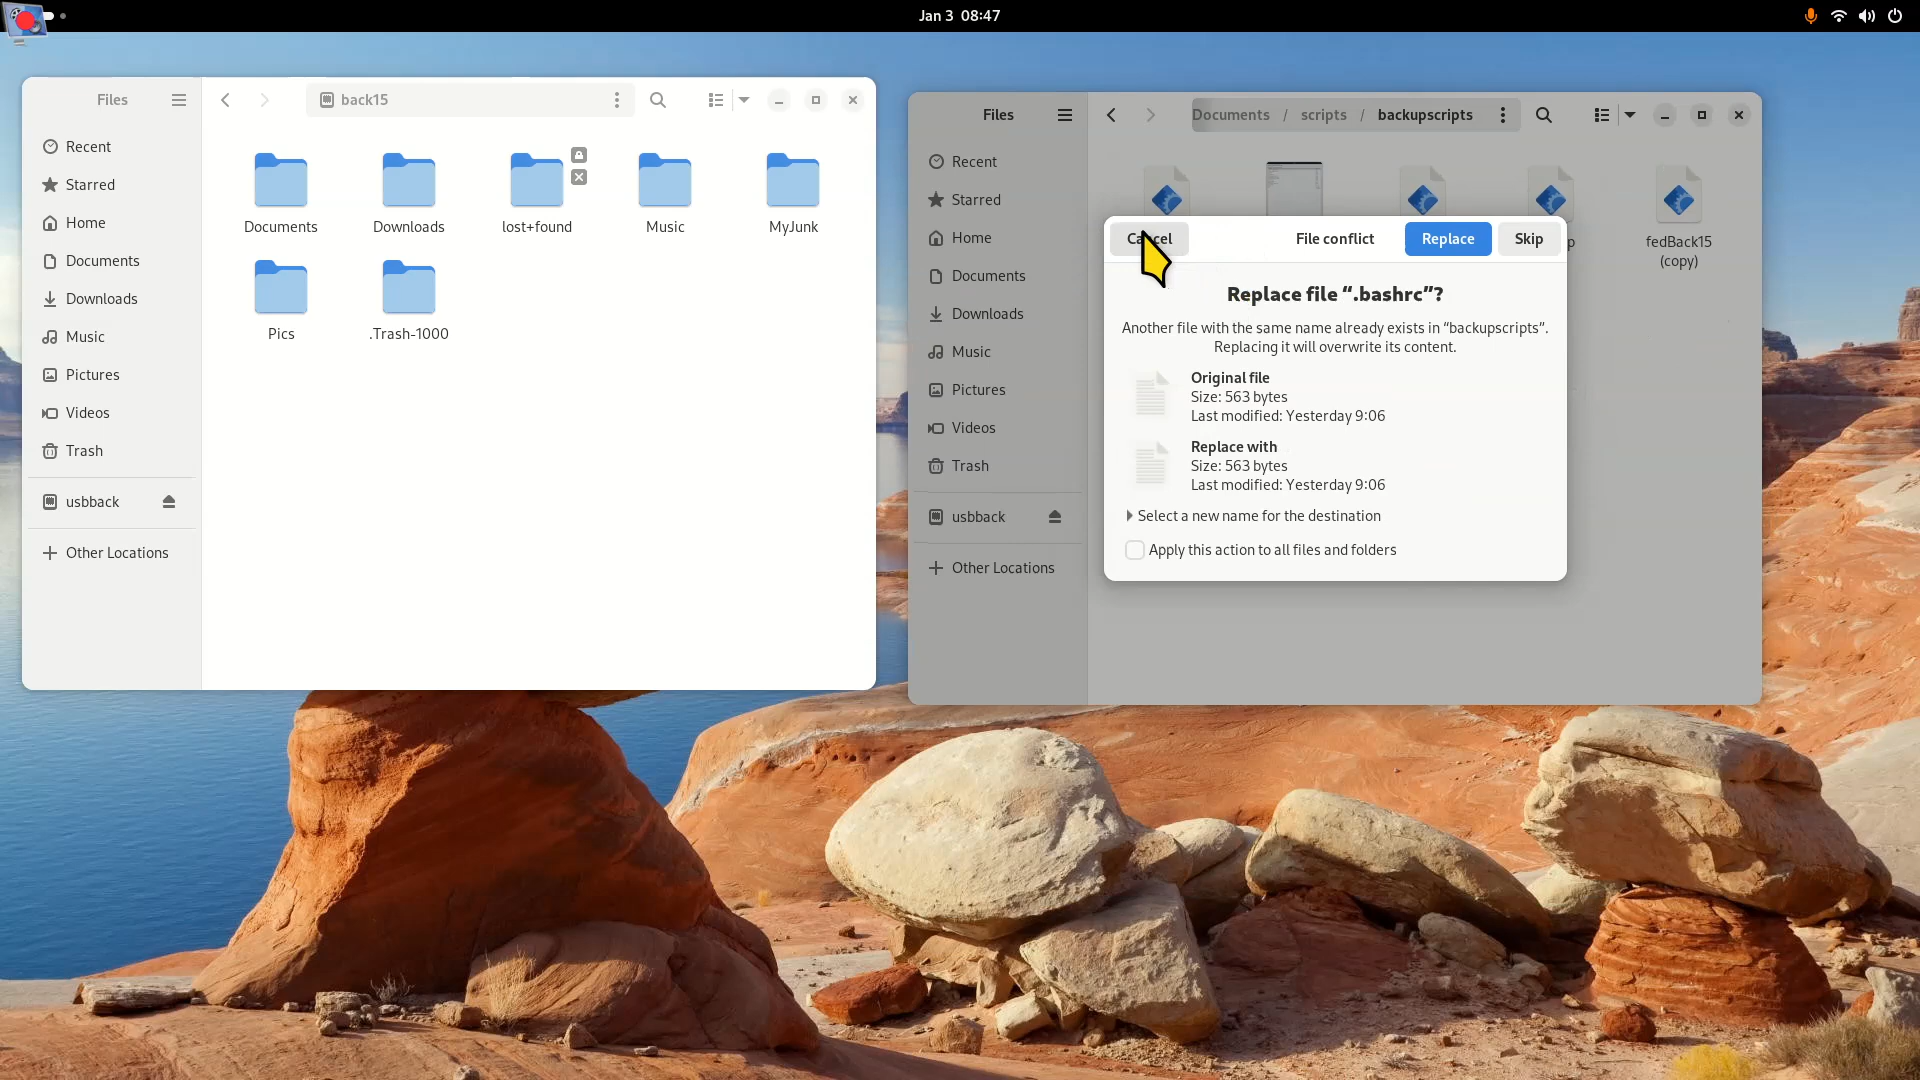 Jan 3 08:47
Files
back15
Recent
Starred
Home
Documents
Downloads
Music
Pictures
Videos
Trash
usbback
Other Locations
Documents
Downloads
lost+found
Music
MyJunk
Pics
.Trash-1000
Files
Documents / scripts / backupscripts
Recent
Starred
Home
Documents
Downloads
Music
Pictures
Videos
Trash
usbback
Other Locations
p
fedBack15
(copy)
Cancel
File conflict
Replace
Skip
Replace file “.bashrc”?
Another file with the same name already exists in “backupscripts”.
Replacing it will overwrite its content.
Original file
Size: 563 bytes
Last modified: Yesterday 9:06
Replace with
Size: 563 bytes
Last modified: Yesterday 9:06
Select a new name for the destination
Apply this action to all files and folders